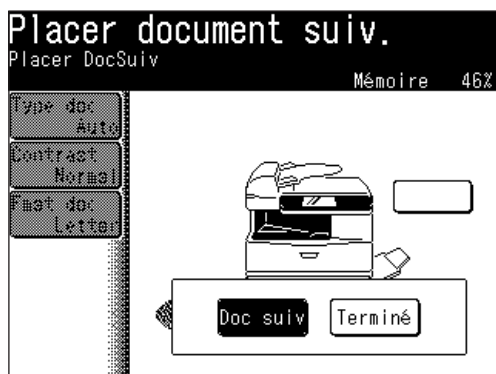 Placer document suiv.
Placer DocSuiv
Mémoire 46%
Type doc
Auto
Contrast
Normal
Fmat doc
Letter
Doc suiv
Terminé